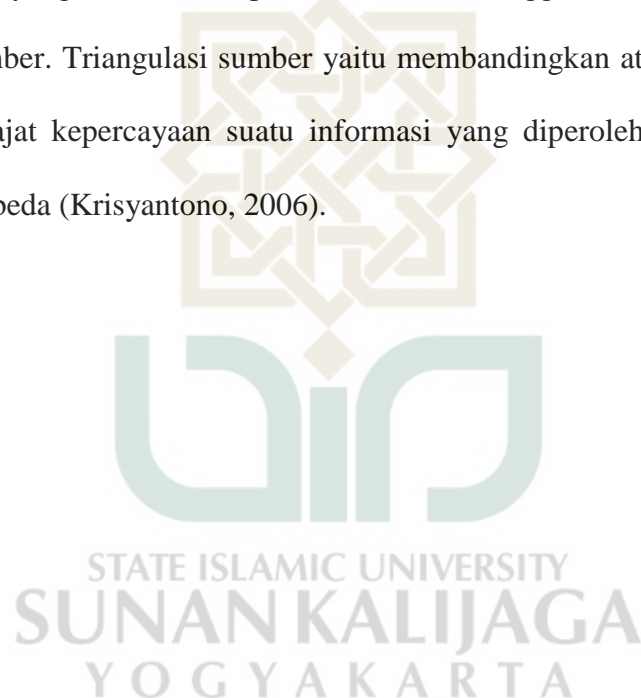 mber. Triangulasi sumber yaitu membandingkan at
ajat kepercayaan suatu informasi yang diperoleh
beda (Krisyantono, 2006).
STATE ISLAMIC UNIVERSITY
SUNAN KALIJAGA
YOGYAKARTA